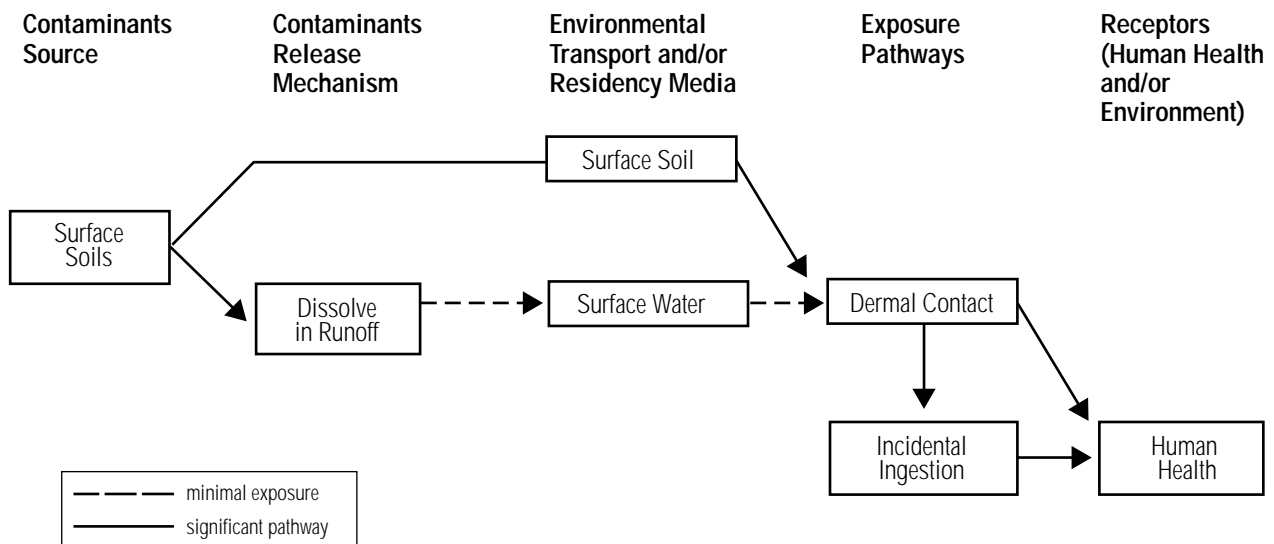 Contaminants
Source
Contaminants
Release
Mechanism
Environmental
Transport and/or
Residency Media
Exposure
Pathways
Receptors
(Human Health
and/or
Environment)
Surface Soil
Surface
Soils
Dissolve
in Runoff
Surface Water
Dermal Contact
Incidental
Ingestion
Human
Health
minimal exposure
significant pathway